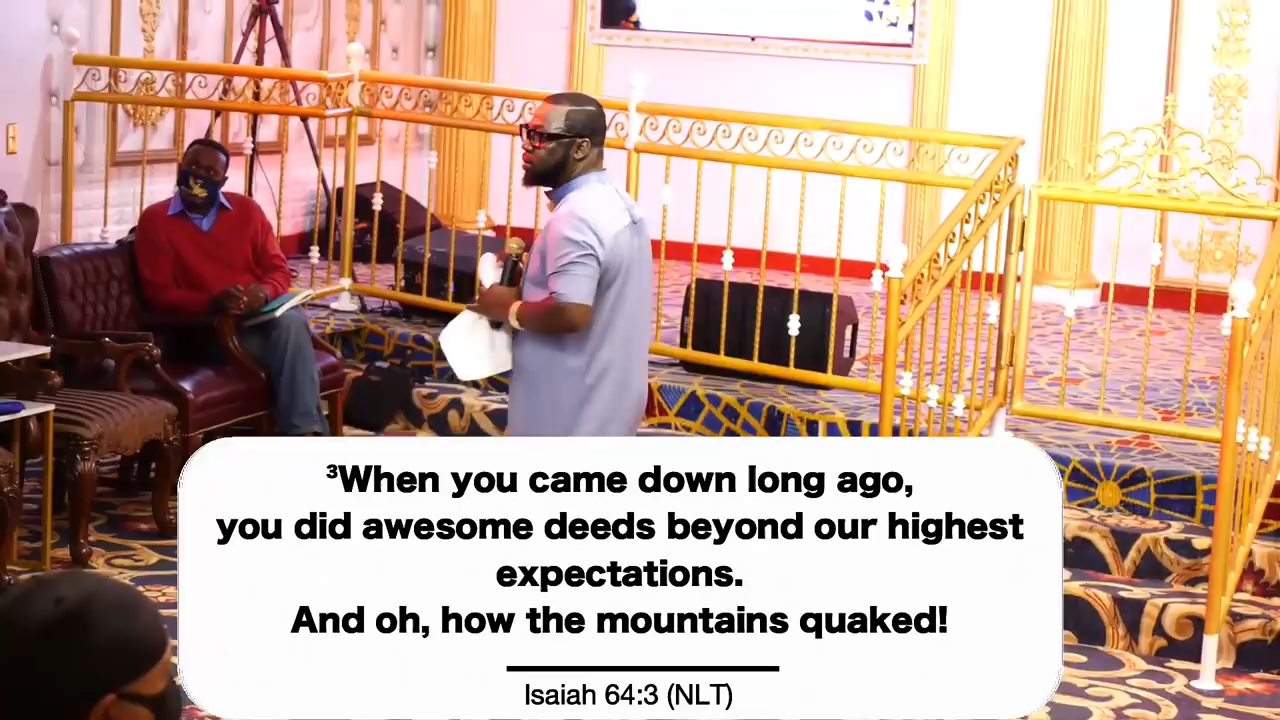 ³When you came down long ago,
you did awesome deeds beyond our highest
expectations.
And oh, how the mountains quaked!
Isaiah 64:3 (NLT)